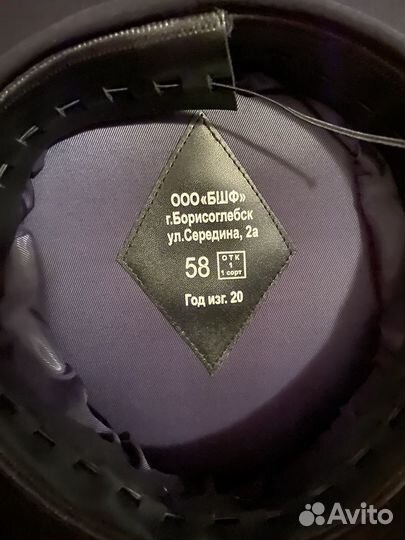 ООО «БШФ»
г.Борисоглебск
ул.Середина, 2а
58
ОТК
1
1 сорт
Год изг. 20
Avito